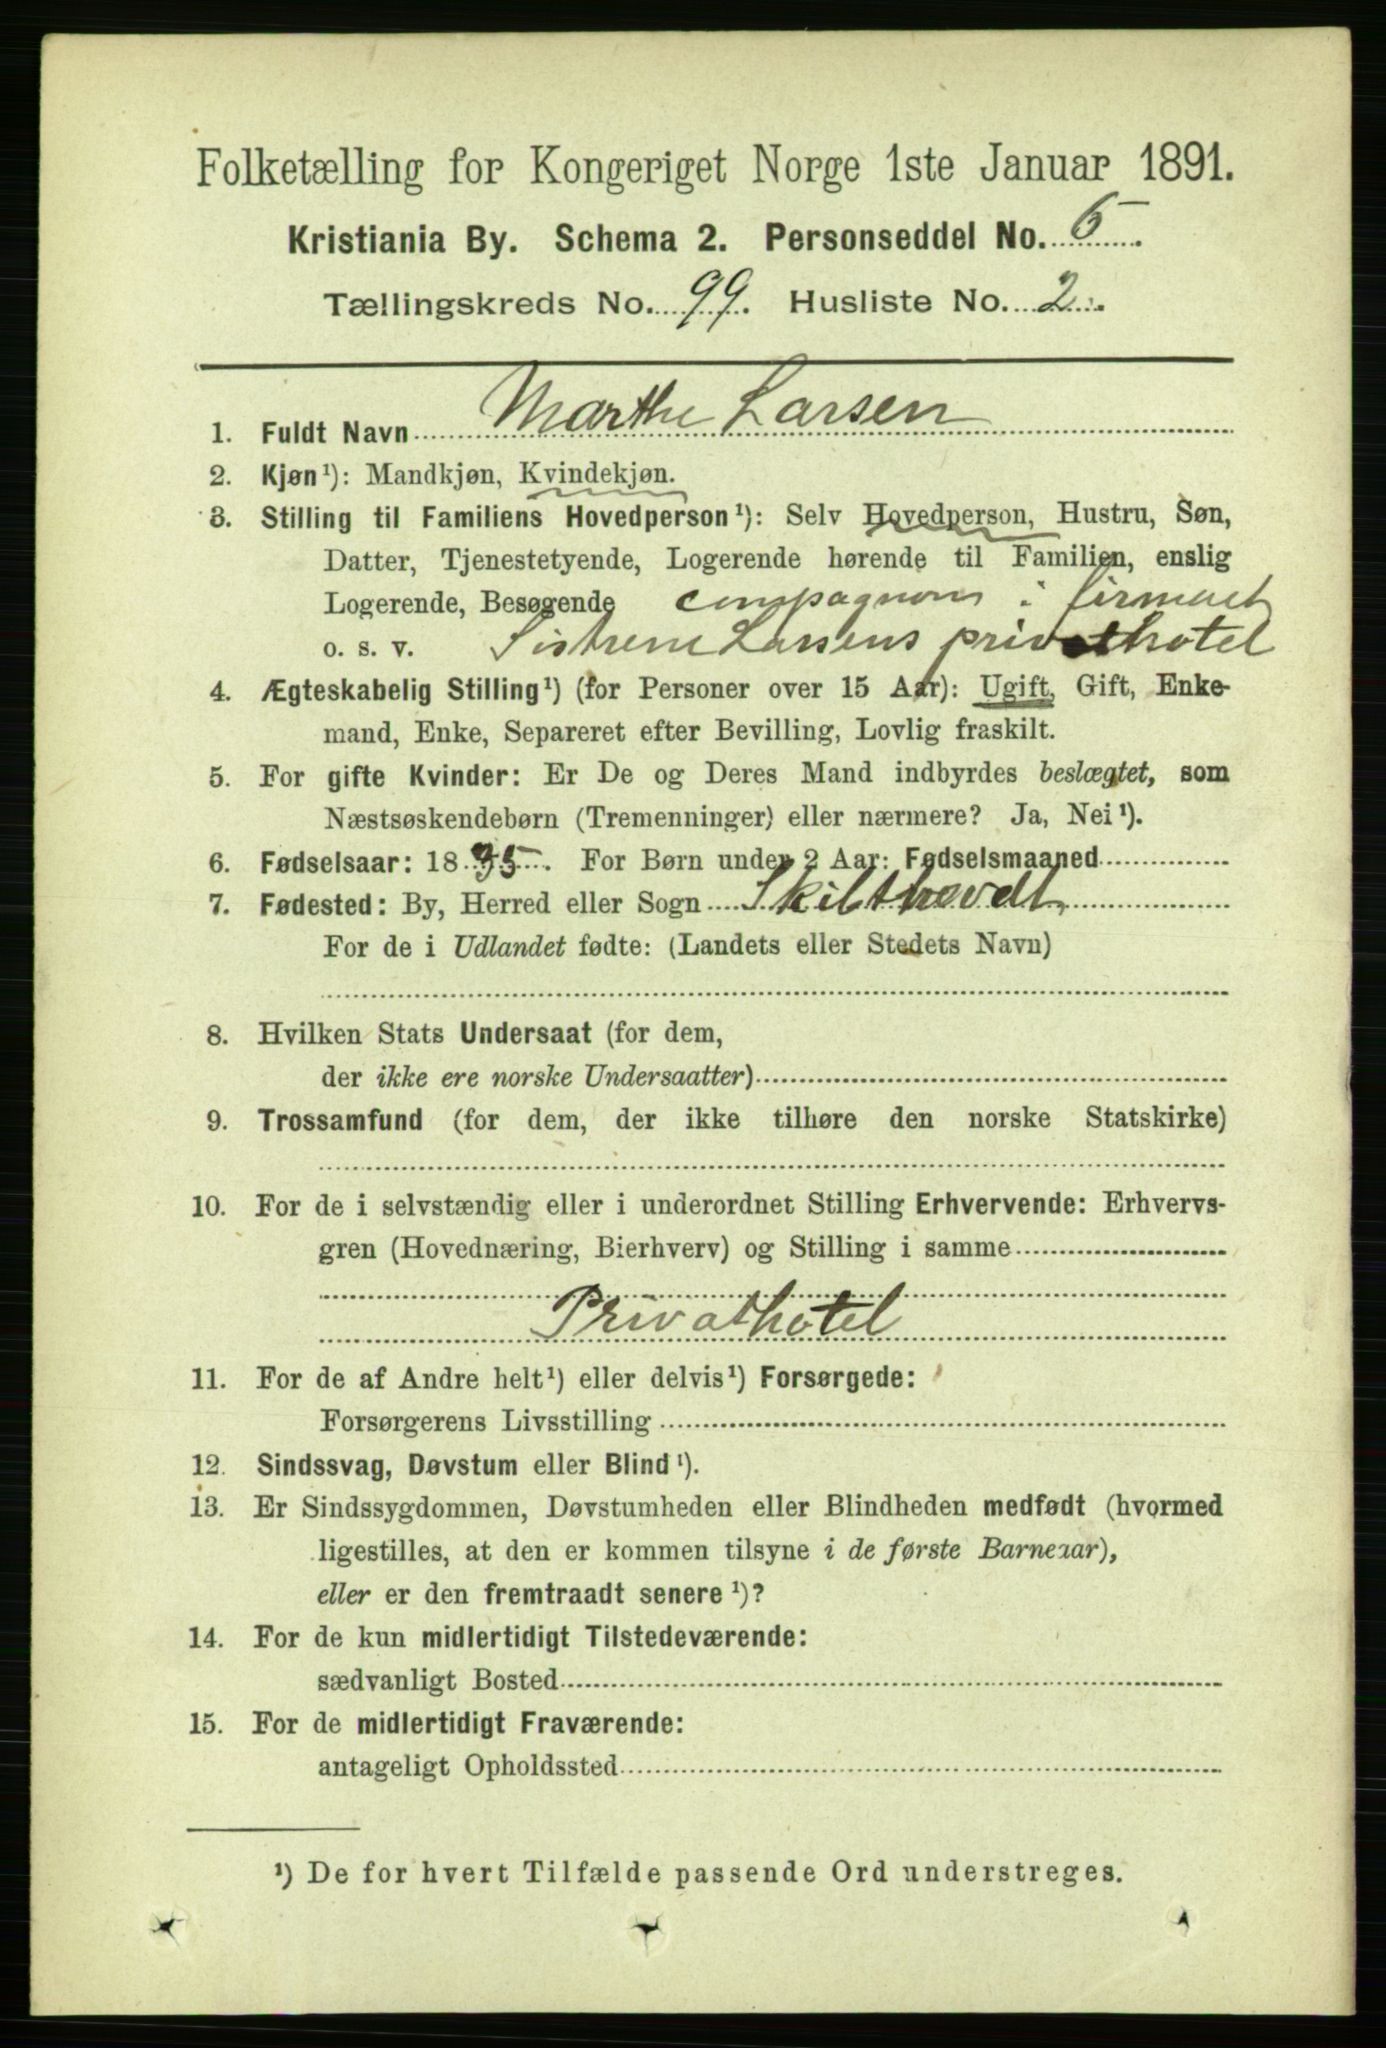 Folketælling for Kongeriget Norge 1ste Januar 1891.
Kristiania By. Schema 2. Personseddel No. 6.
Tællingskreds No. 99. Husliste No. 2.
1. Fuldt Navn Marthe Larsen
2. Kjøn¹): Mandkjøn, Kvindekjøn.
3. Stilling til Familiens Hovedperson¹): Selv Hovedperson, Hustru, Søn,
Datter, Tjenestetyende, Logerende hørende til Familien, enslig
Logerende, Besøgende compagnon i firmaet
o. s. v. Sistrene Larsens privathotel
4. Ægteskabelig Stilling¹) (for Personer over 15 Aar): Ugift, Gift, Enke-
mand, Enke, Separeret efter Bevilling, Lovlig fraskilt.
5. For gifte Kvinder: Er De og Deres Mand indbyrdes beslægtet, som
Næstsøskendebørn (Tremenninger) eller nærmere? Ja, Nei¹).
6. Fødselsaar: 1835. For Børn under 2 Aar: Fødselsmaaned
7. Fødested: By, Herred eller Sogn
For de i Udlandet fødte: (Landets eller Stedets Navn)
8. Hvilken Stats Undersaat (for dem,
der ikke ere norske Undersaatter)
9. Trossamfund (for dem, der ikke tilhøre den norske Statskirke)
10. For de i selvstændig eller i underordnet Stilling Erhvervende: Erhvervs-
gren (Hovednæring, Bierhverv) og Stilling i samme
Privathotel
11. For de af Andre helt¹) eller delvis¹) Forsørgede:
Forsørgerens Livsstilling
12. Sindssvag, Døvstum eller Blind¹).
13. Er Sindssygdommen, Døvstumheden eller Blindheden medfødt (hvormed
ligestilles, at den er kommen tilsyne i de første Barneaar),
eller er den fremtraadt senere¹)?
14. For de kun midlertidigt Tilstedeværende:
sædvanligt Bosted
15. For de midlertidigt Fraværende:
antageligt Opholdssted
¹) De for hvert Tilfælde passende Ord understreges.